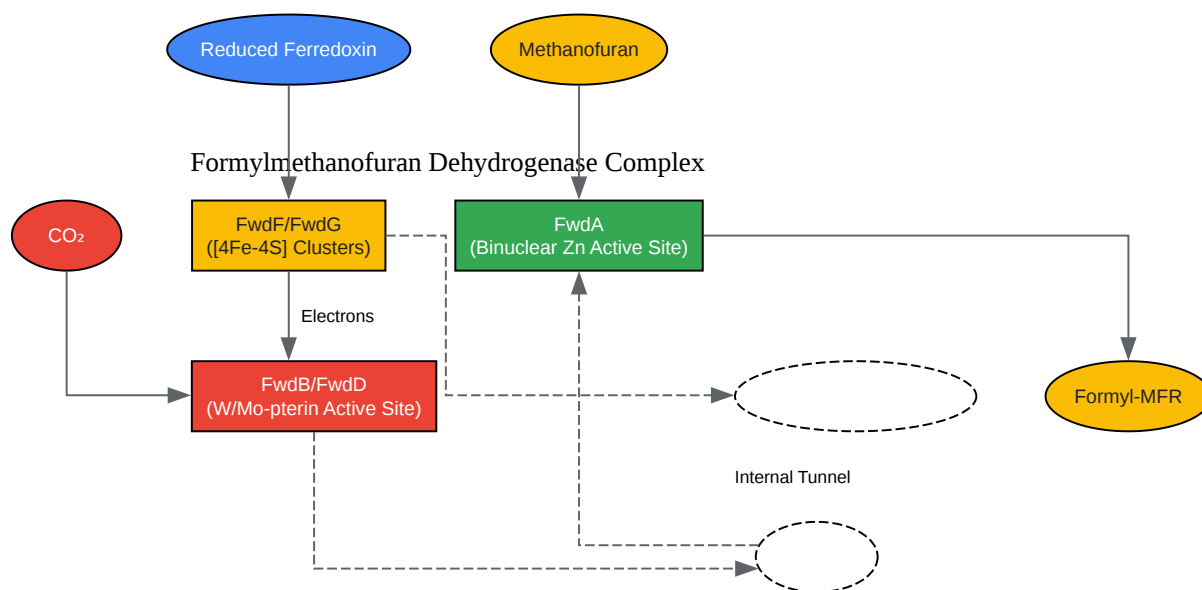 Reduced Ferredoxin
Methanofuran
Formylmethanofuran Dehydrogenase Complex
CO₂
FwdF/FwdG
([4Fe-4S] Clusters)
FwdA
(Binuclear Zn Active Site)
Electrons
FwdB/FwdD
(W/Mo-pterin Active Site)
Formyl-MFR
Internal Tunnel